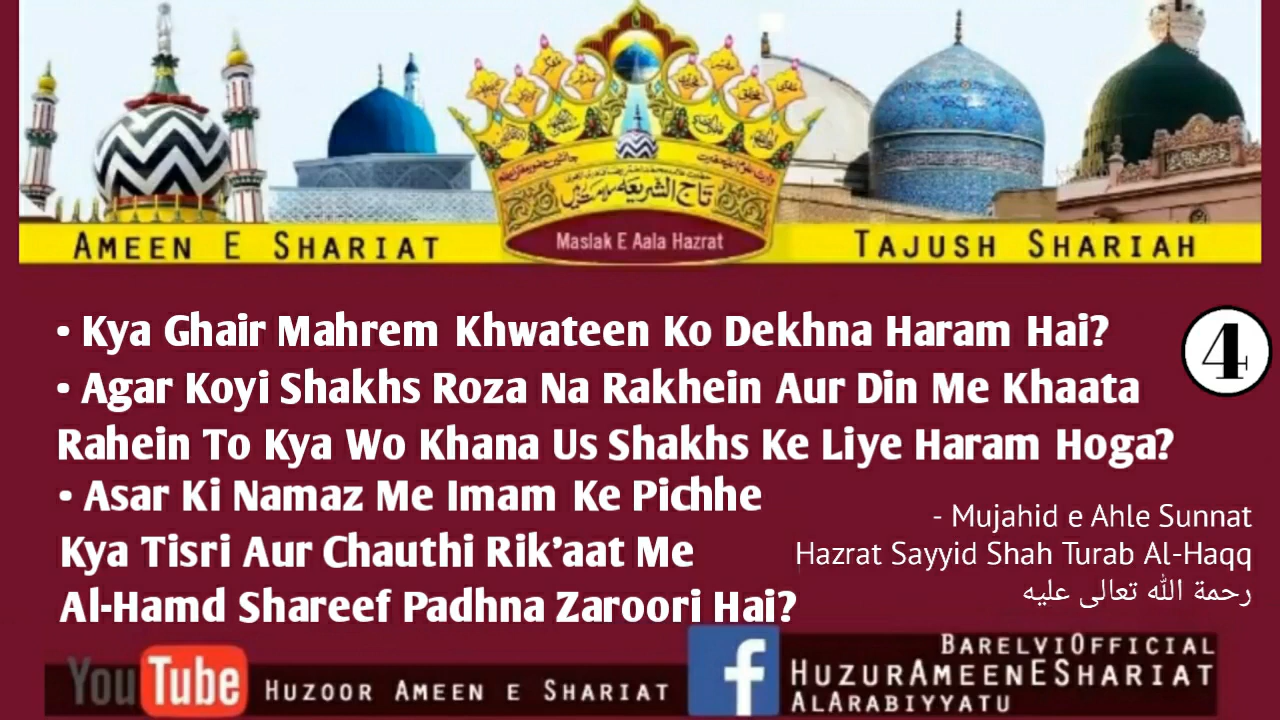 تاج الشریعہ
AMEEN E SHARIAT
Maslak E Aala Hazrat
TAJUSH SHARIAH
• Kya Ghair Mahrem Khwateen Ko Dekhna Haram Hai?
4
• Agar Koyi Shakhs Roza Na Rakhein Aur Din Me Khaata
Rahein To Kya Wo Khana Us Shakhs Ke Liye Haram Hoga?
• Asar Ki Namaz Me Imam Ke Pichhe
Kya Tisri Aur Chauthi Rik'aat Me
Al-Hamd Shareef Padhna Zaroori Hai?
- Mujahid e Ahle Sunnat
Hazrat Sayyid Shah Turab Al-Haqq
رحمة الله تعالى عليه
YouTube HUZOOR AMEEN E SHARIAT
f
BARELVIOFFICIAL
HUZURAMEENESHARIAT
ALARABIYYATU